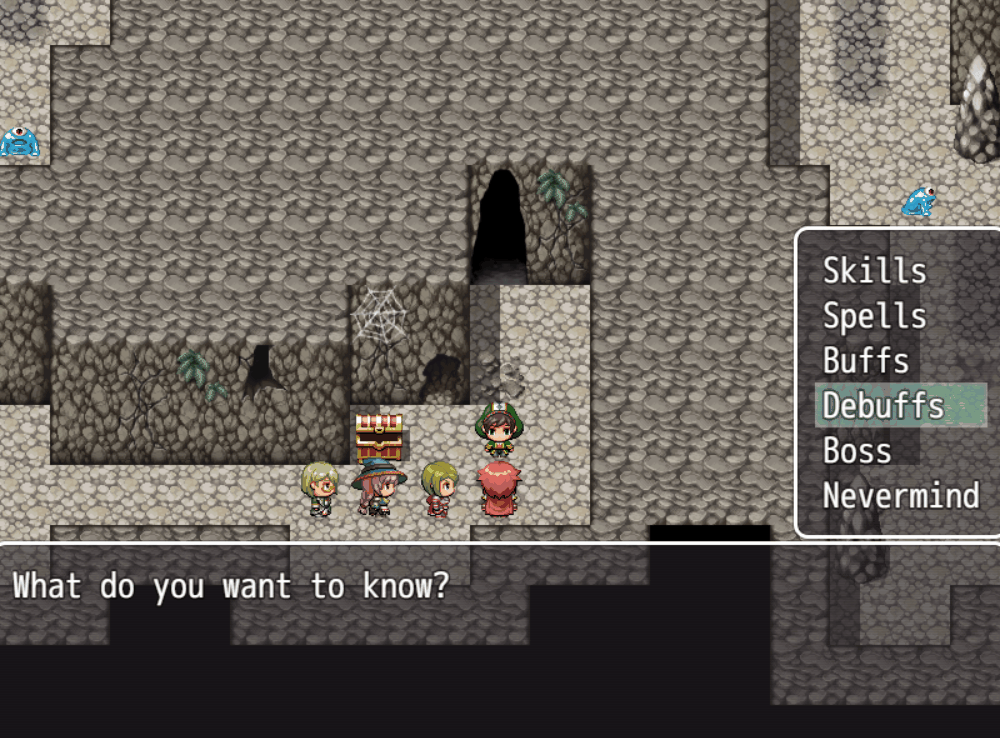 Skills
Spells
Buffs
Debuffs
Boss
Nevermind
What do you want to know?